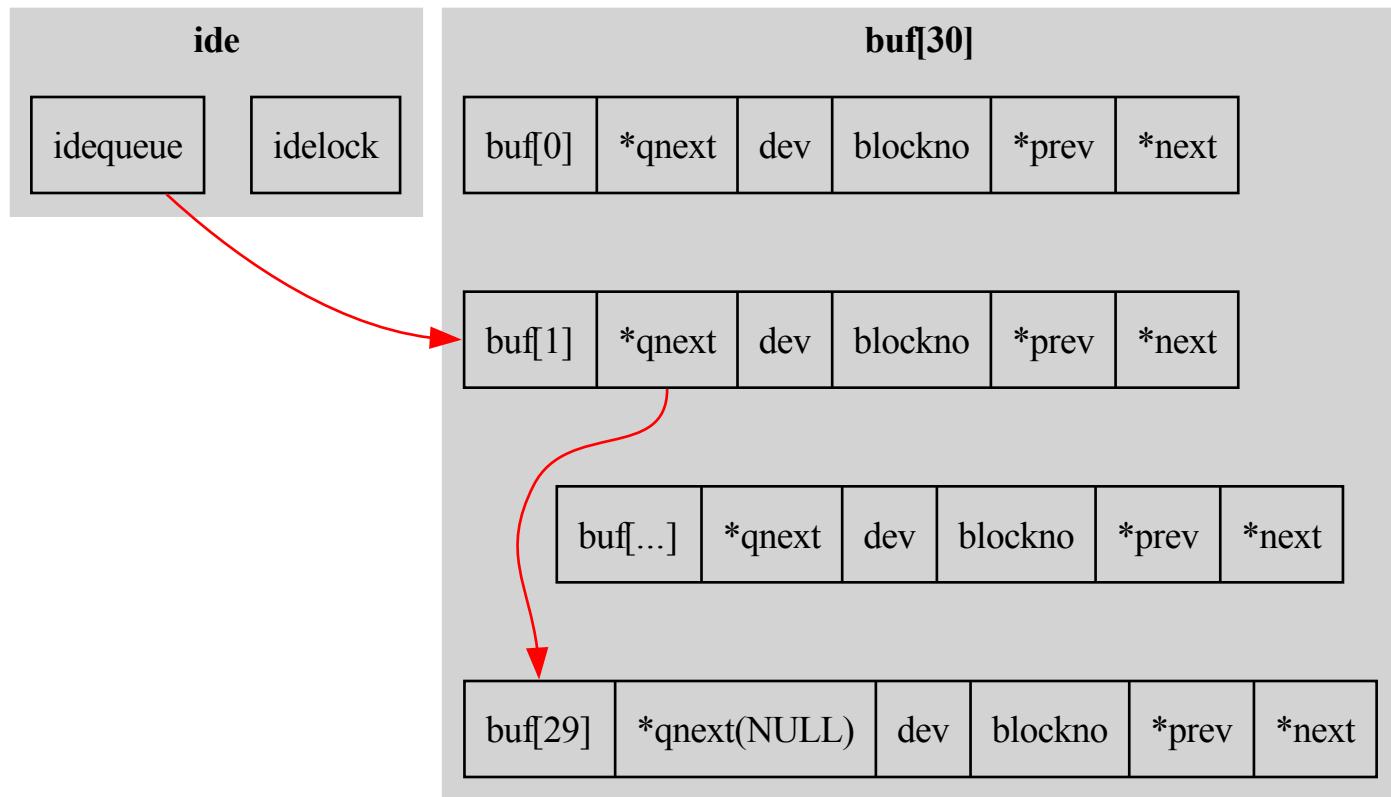 ide
idequeue idelock
buf[30]
buf[0] *qnext dev blockno *prev *next
buf[1] *qnext dev blockno *prev *next
buf[...] *qnext dev blockno *prev *next
buf[29] *qnext(NULL) dev blockno *prev *next